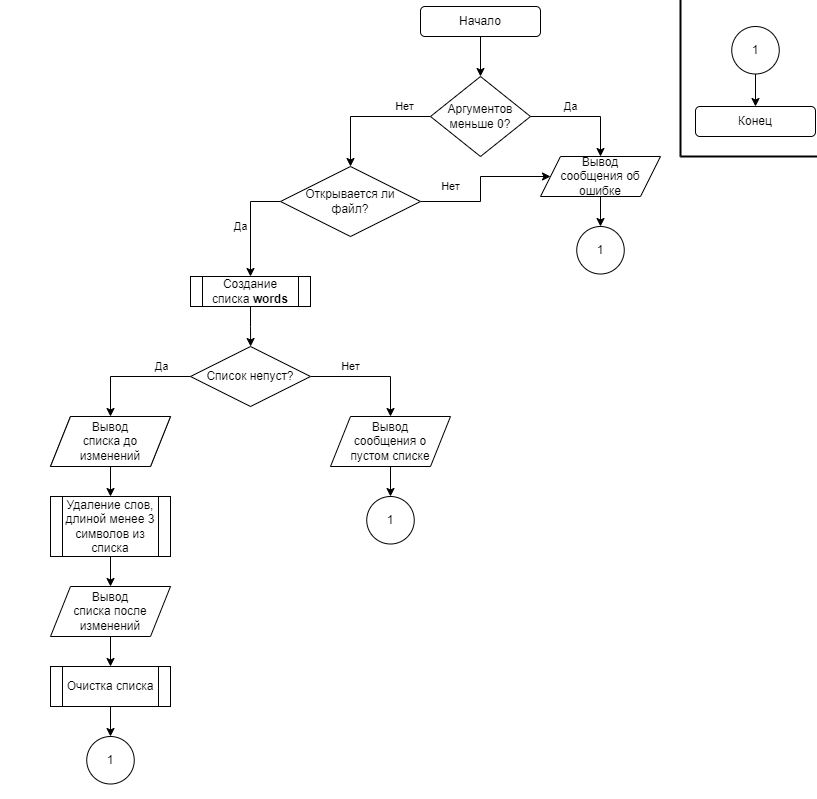 Начало
1
Конец
Аргументов
меньше 0?
Нет
Да
Вывод
сообщения об
ошибке
1
Открывается ли
файл?
Нет
Да
Создание
списка words
Список непуст?
Да
Нет
Вывод
списка до
изменений
Вывод
сообщения о
пустом списке
1
Удаление слов,
длиной менее 3
символов из
списка
Вывод
списка после
изменений
Очистка списка
1